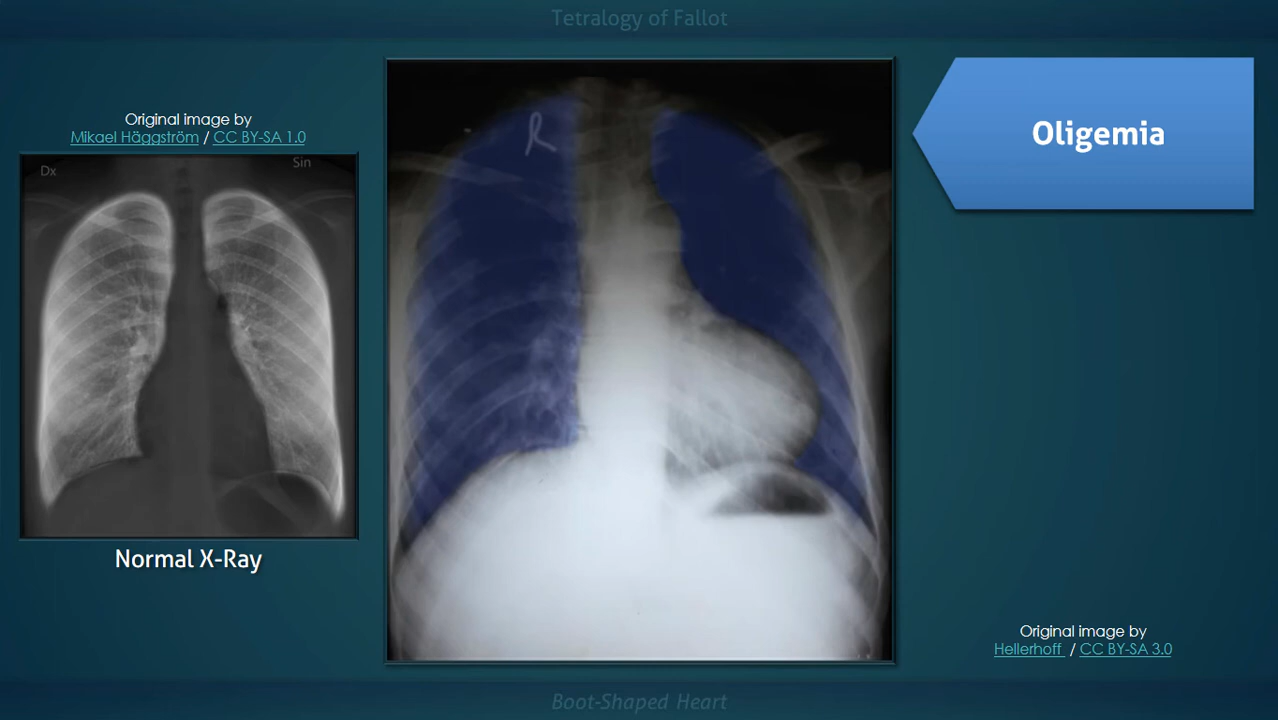 Tetralogy of Fallot
Original image by
Mikael Häggström / CC BY-SA 1.0
Dx
Sin
Normal X-Ray
R
Oligemia
Original image by
Hellerhoff / CC BY-SA 3.0
Boot-Shaped Heart